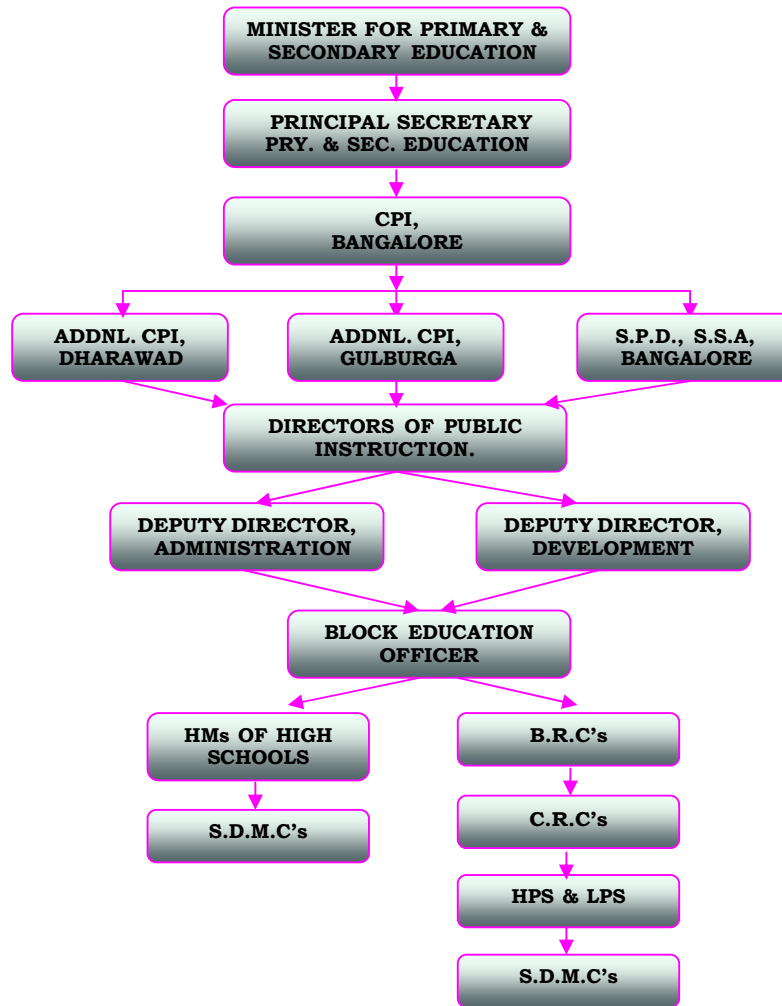 MINISTER FOR PRIMARY &
SECONDARY EDUCATION
PRINCIPAL SECRETARY
PRY. & SEC. EDUCATION
CPI,
BANGALORE
ADDNL. CPI,
DHARAWAD
ADDNL. CPI,
GULBURGA
S.P.D., S.S.A,
BANGALORE
DIRECTORS OF PUBLIC
INSTRUCTION.
DEPUTY DIRECTOR,
ADMINISTRATION
DEPUTY DIRECTOR,
DEVELOPMENT
BLOCK EDUCATION
OFFICER
HMs OF HIGH
SCHOOLS
B.R.C’s
S.D.M.C’s
C.R.C’s
HPS & LPS
S.D.M.C’s